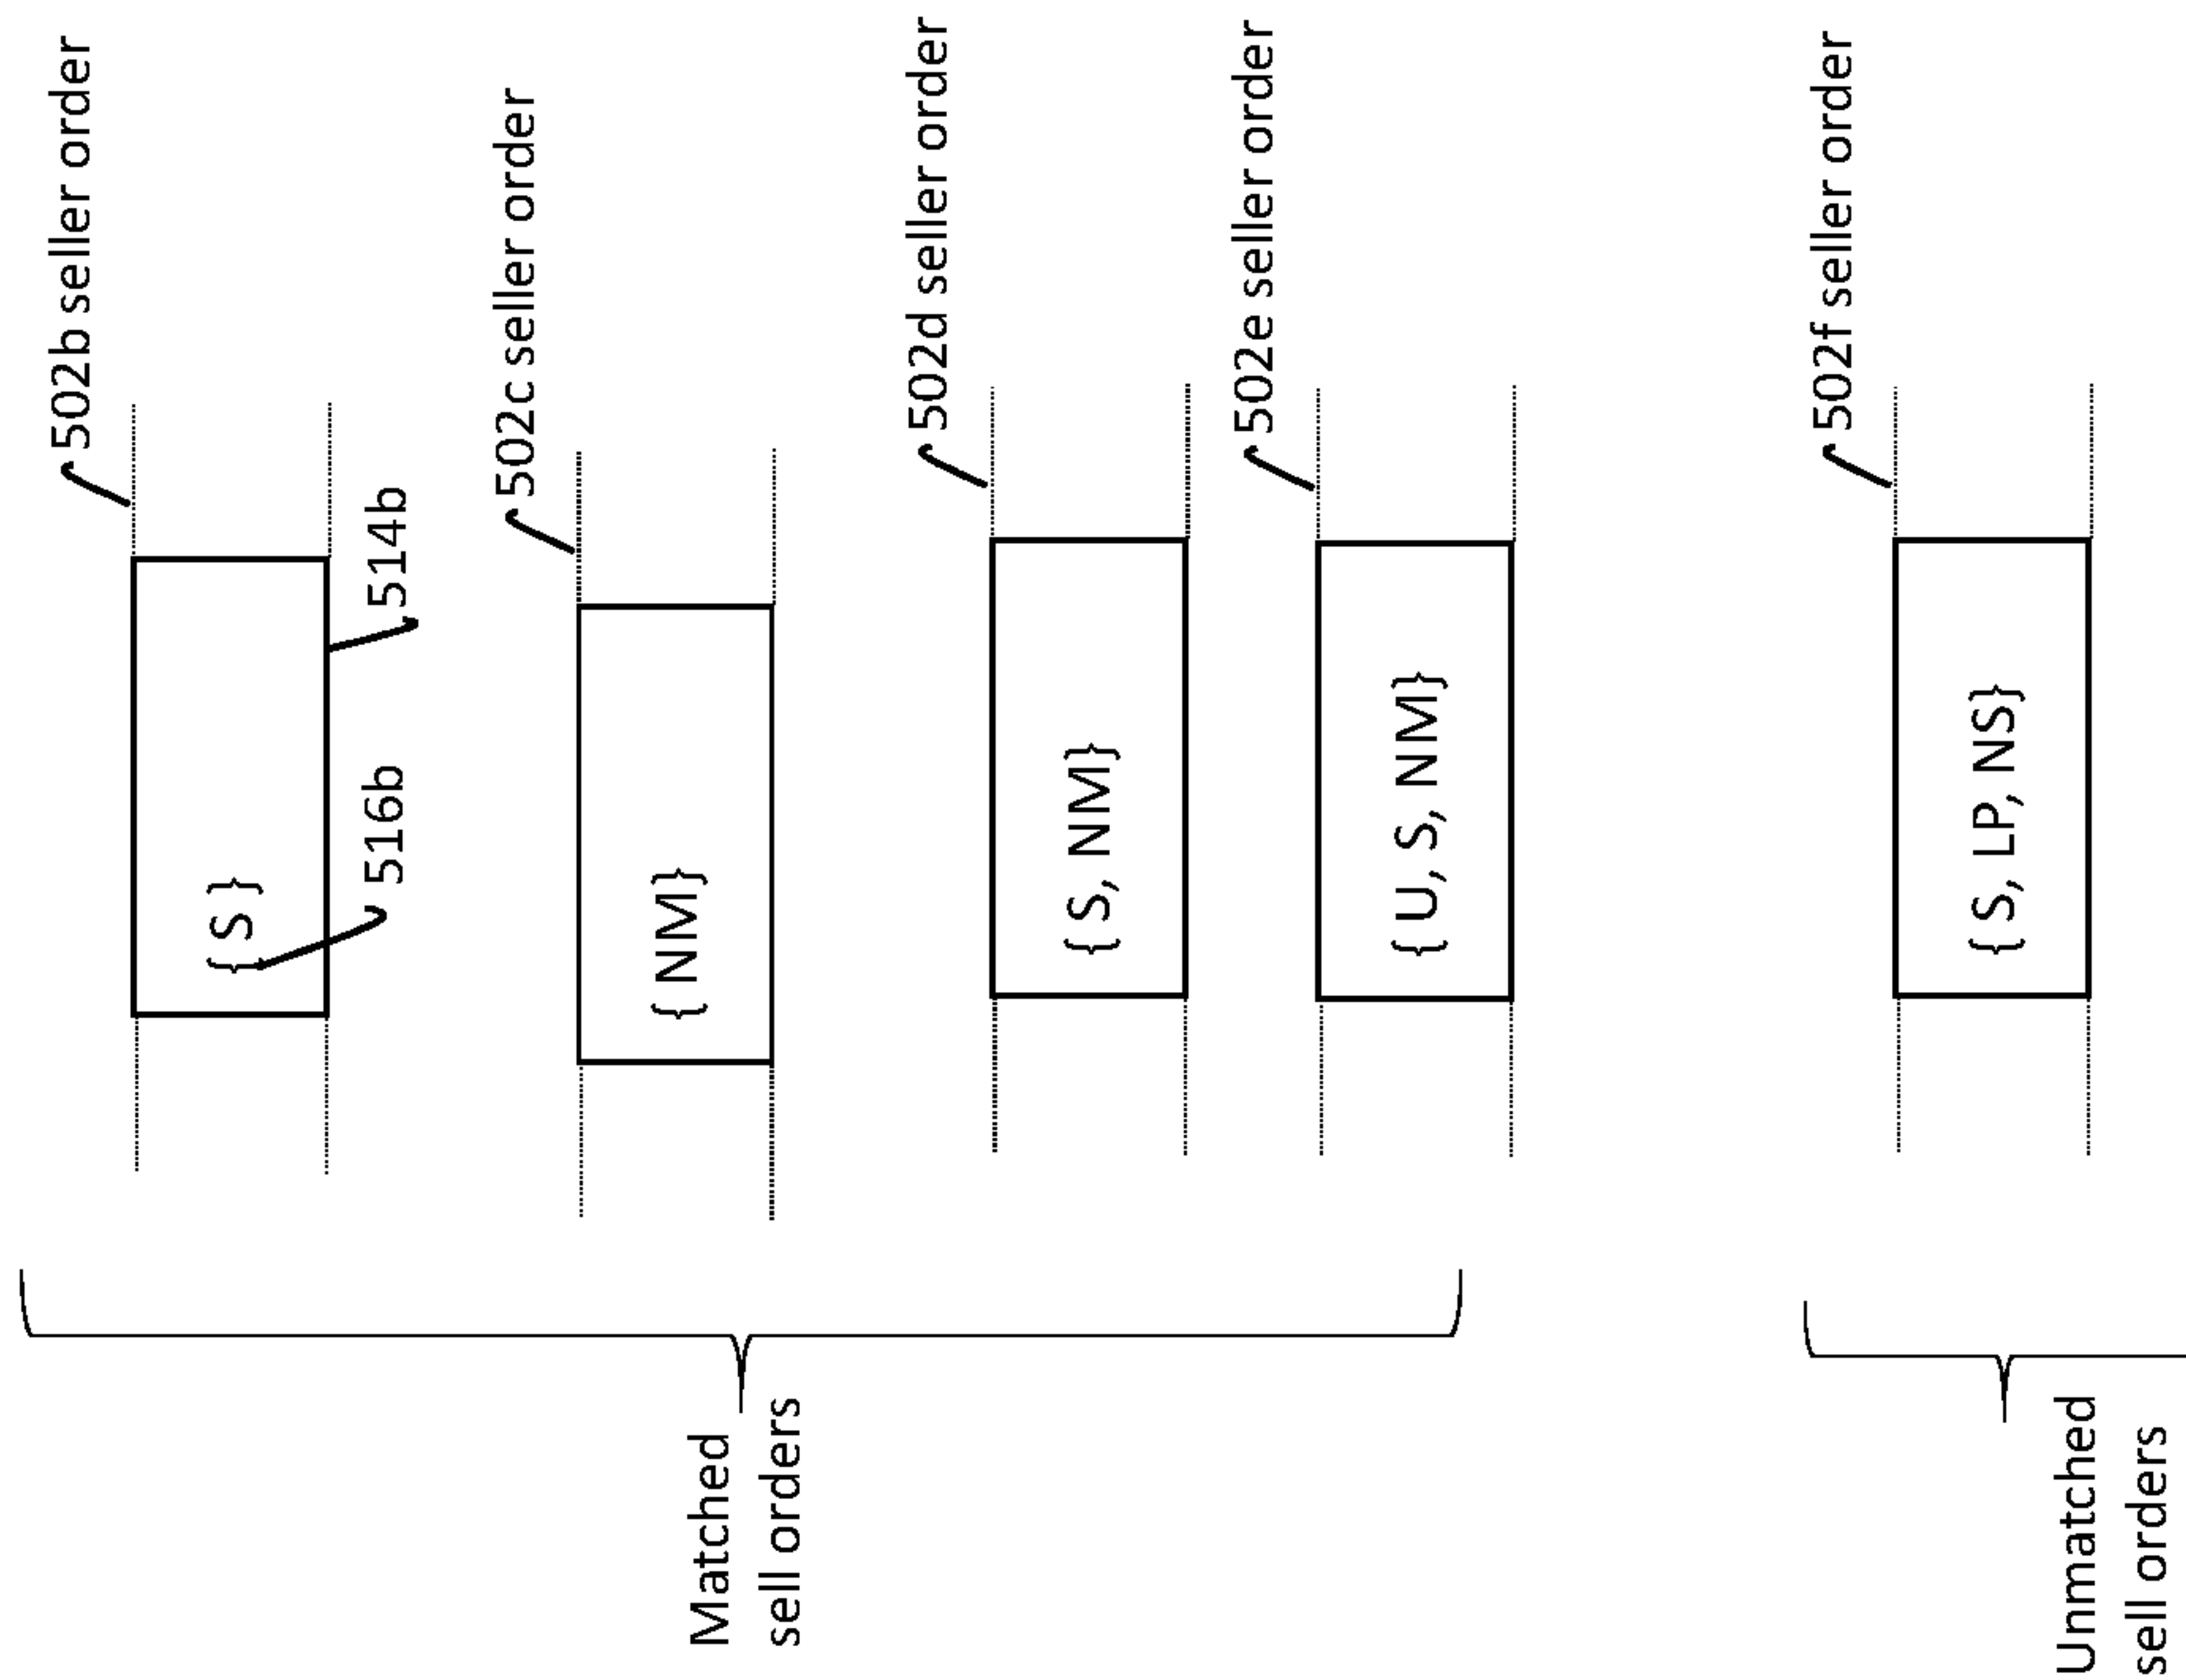 502b seller order
{ S }
516b
514b
502c seller order
{ NM}
502d seller order
{ S, NM}
502e seller order
{ U, S, NM}
Matched
sell orders
502f seller order
{ S, LP, NS}
Unmatched
sell orders